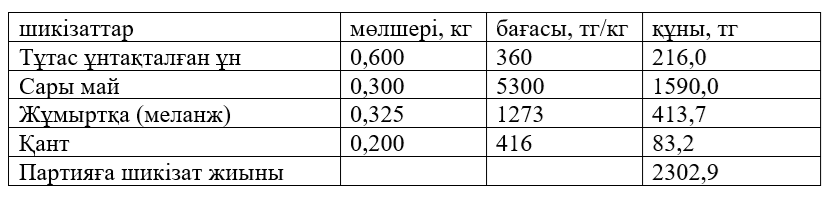 шикізаттар мөлшері, кг бағасы, тг/кг құны, тг
Тұтас ұнтақталған ұн 0,600 360 216,0
Сары май 0,300 5300 1590,0
Жұмыртқа (меланж) 0,325 1273 413,7
Қант 0,200 416 83,2
Партияға шикізат жиыны 2302,9